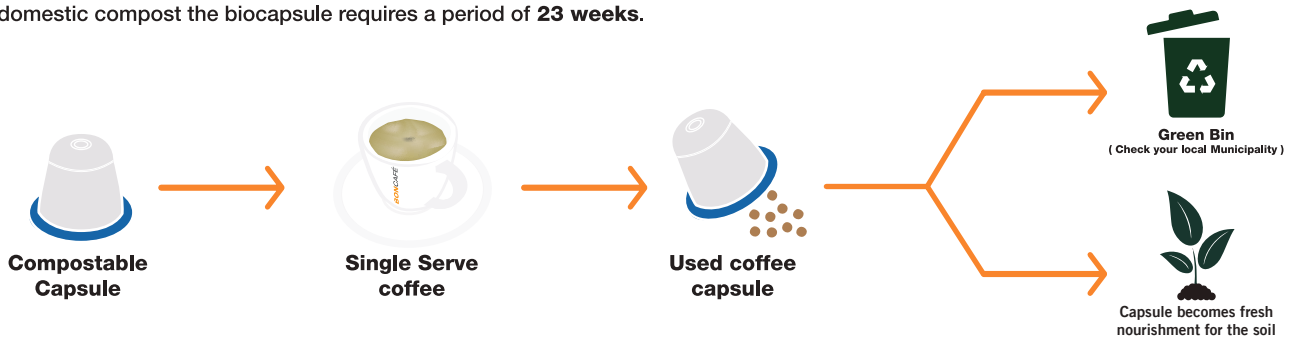 domestic compost the biocapsule requires a period of 23 weeks.
Green Bin
( Check your local Municipality )
BONCAFÉ
Compostable
Capsule
Single Serve
coffee
Used coffee
capsule
Capsule becomes fresh
nourishment for the soil